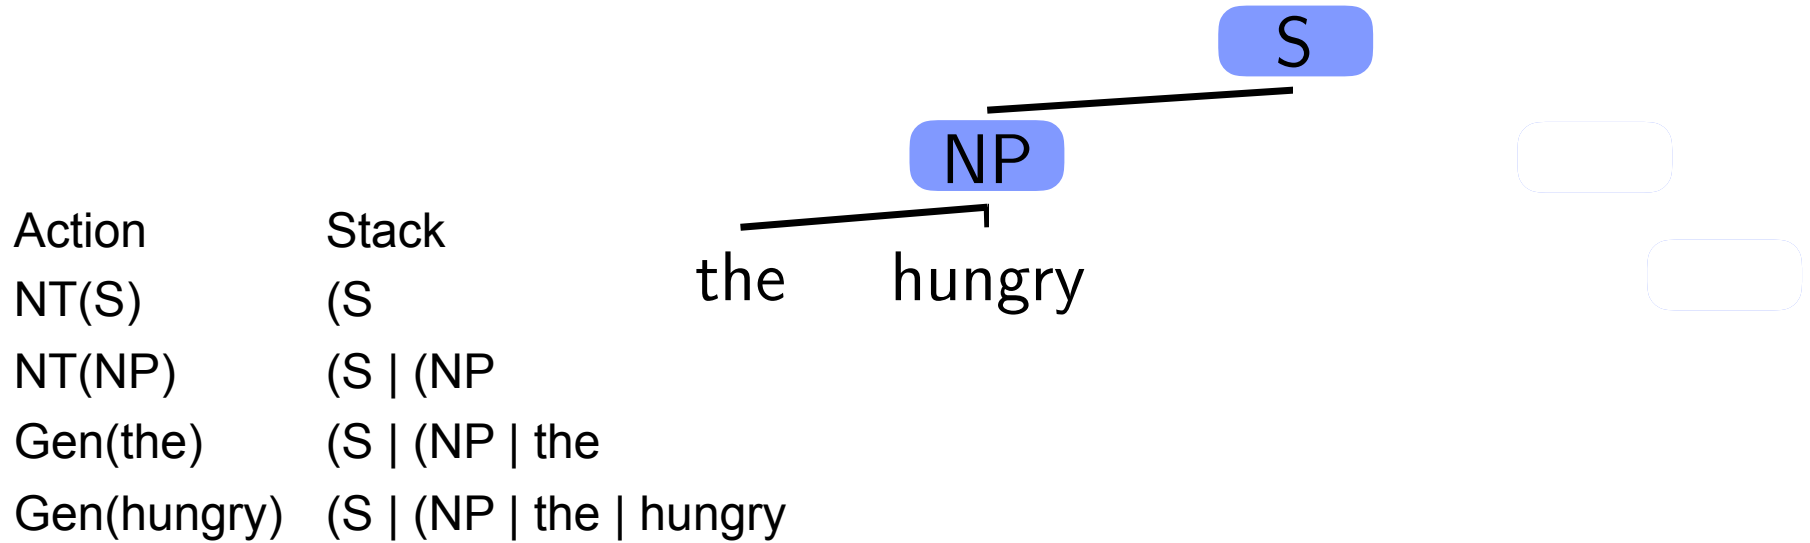 S
NP
the hungry
Action Stack
NT(S) (S
NT(NP) (S | (NP
Gen(the) (S | (NP | the
Gen(hungry) (S | (NP | the | hungry